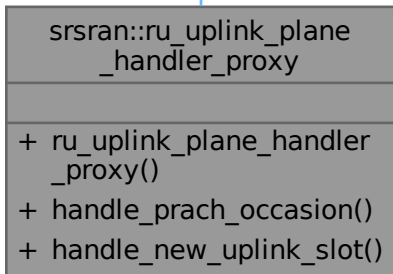 srsran::ru_uplink_plane
_handler_proxy
+ ru_uplink_plane_handler
_proxy()
+ handle_prach_occasion()
+ handle_new_uplink_slot()